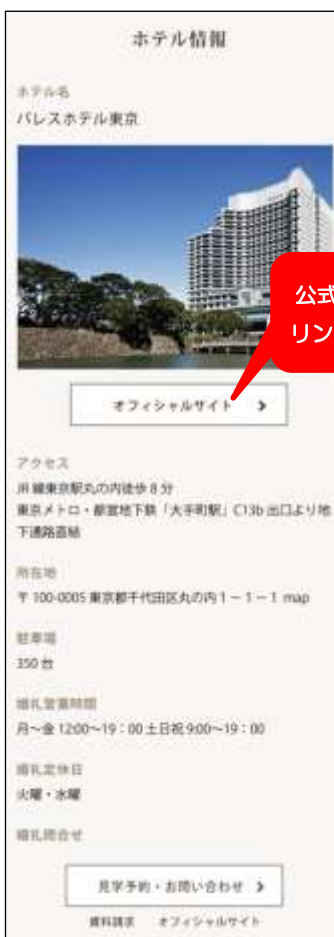 ホテル情報
ホテル名
パレスホテル東京
公式
リン
オフィシャルサイト
アクセス
JR線東京駅丸の内徒歩8分
東京メトロ・都営地下鉄「大手町駅」C13b 出口より地
下通路直結
所在地
〒100-0005 東京都千代田区丸の内1-1-1 map
駐車場
350台
婚礼営業時間
月～金 12:00～19:00 土日祝 9:00～19:00
婚礼定休日
火曜・水曜
婚礼問合せ
見学予約・お問い合わせ
資料請求 オフィシャルサイト